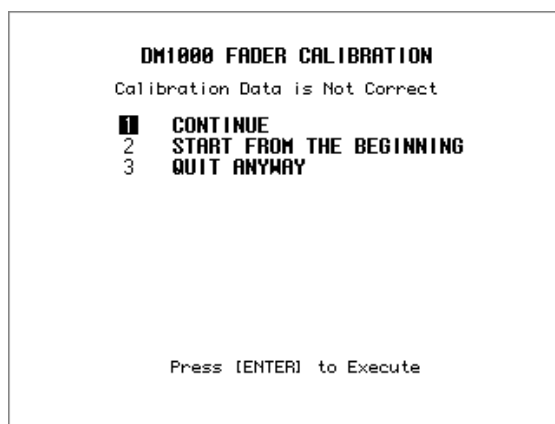 DM1000 FADER CALIBRATION
Calibration Data is Not Correct
1 CONTINUE
2 START FROM THE BEGINNING
3 QUIT ANYWAY
Press [ENTER] to Execute